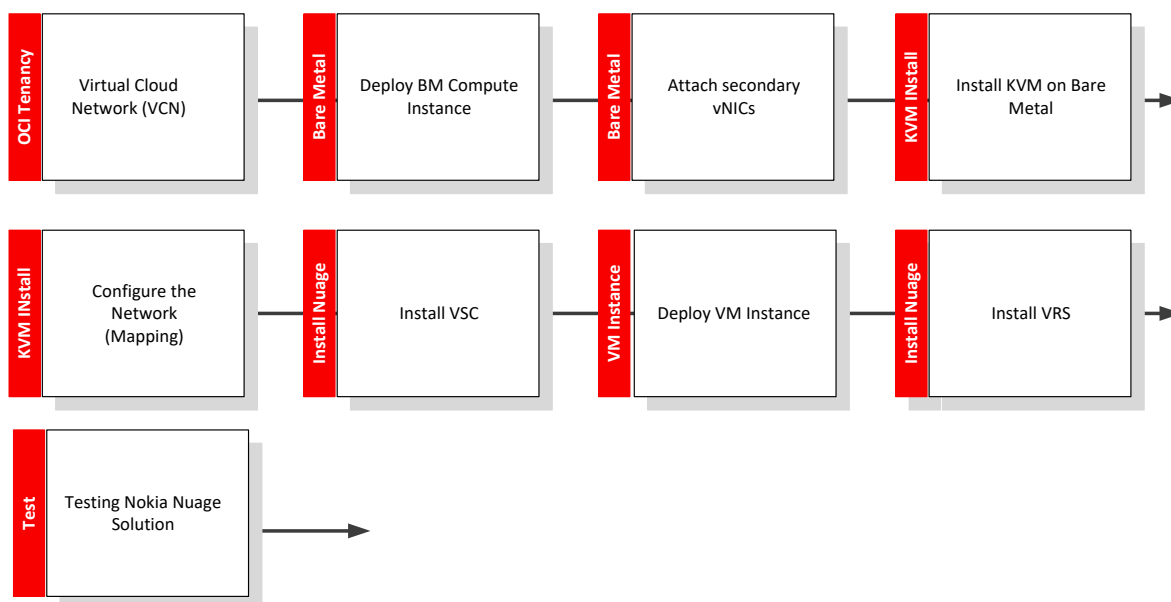 OCI Tenancy
Virtual Cloud
Network (VCN)
Bare Metal
Deploy BM Compute
Instance
Bare Metal
Attach secondary
vNICs
KVM INstall
Install KVM on Bare
Metal
KVM INstall
Configure the
Network
(Mapping)
Install Nuage
Install VSC
VM Instance
Deploy VM Instance
Install Nuage
Install VRS
Test
Testing Nokia Nuage
Solution